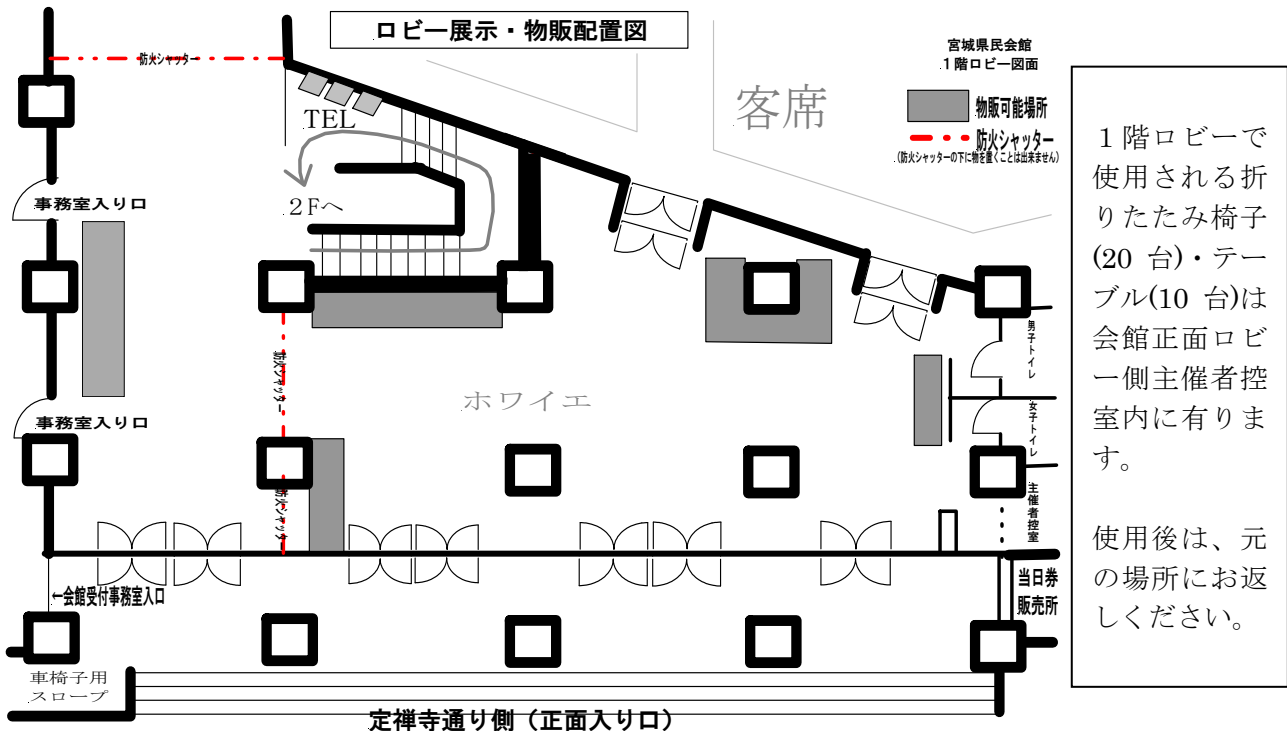 ロビー展示・物販配置図
宮城県民会館
１階ロビー図面
物販可能場所
防火シャッター
(防火シャッターの下に物を置くことは出来ません)
防火シャッター
客席
TEL
２Fへ
事務室入り口
事務室入り口
防火シャッター
防火シャッター
ホワイエ
男子トイレ
女子トイレ
主催者控室
当日券
販売所
←会館受付事務室入口
車椅子用
スロープ
定禅寺通り側（正面入り口）
１階ロビーで
使用される折
りたたみ椅子
(20 台)・テー
ブル(10 台)は
会館正面ロビ
ー側主催者控
室内に有りま
す。
使用後は、元
の場所にお返
しください。